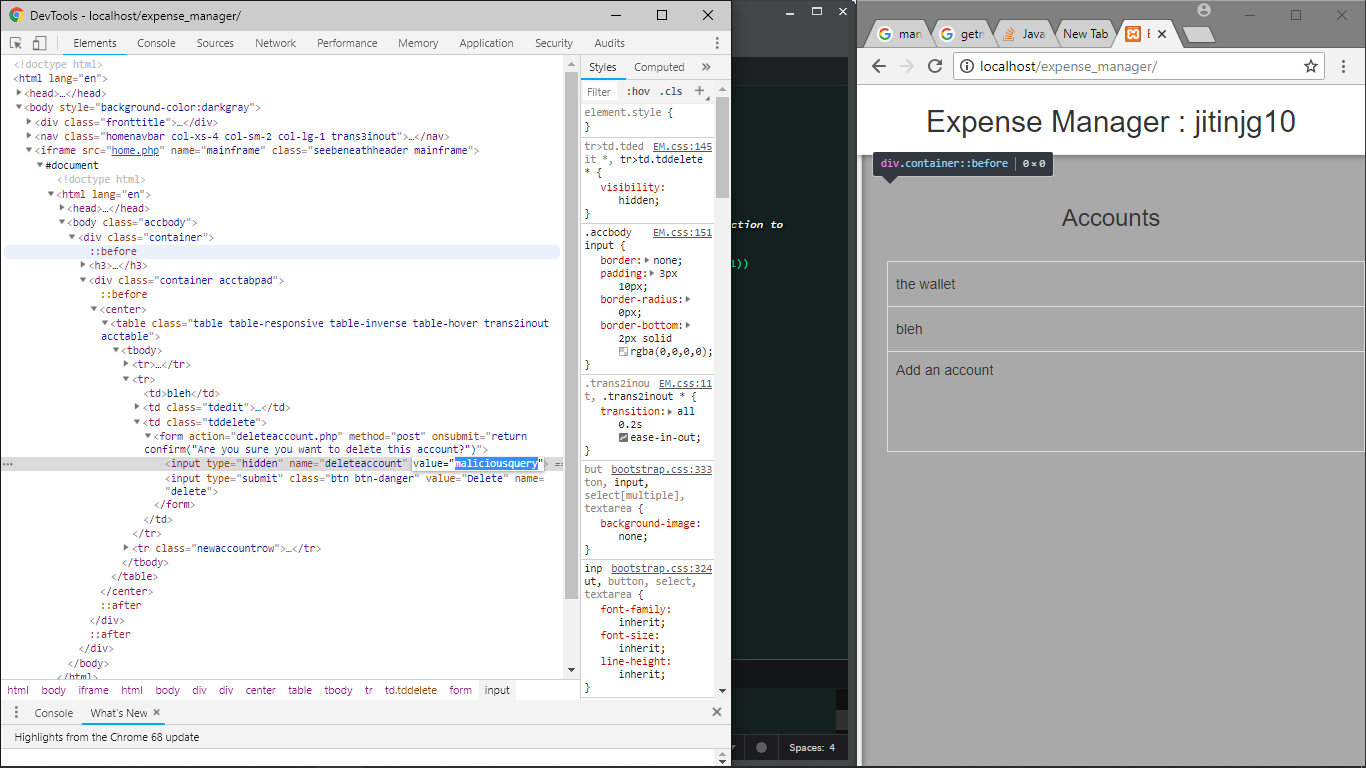 DevTools - localhost/expense_manager/
Elements Console Sources Network Performance Memory Application Security Audits
<!doctype html>
<html lang="en">
<head>…</head>
<body style="background-color:darkgray">
<div class="fronttitle">…</div>
<nav class="homenavbar col-xs-4 col-sm-2 col-lg-1 trans3inout">…</nav>
<iframe src="home.php" name="mainframe" class="seebeneathheader mainframe">
#document
<!doctype html>
<html lang="en">
<head>…</head>
<body class="accbody">
<div class="container">
::before
<h3>…</h3>
<div class="container acctabpad">
::before
<center>
<table class="table table-responsive table-inverse table-hover trans2inout
acctable">
<tbody>
<tr>…</tr>
<tr>
<td>bleh</td>
<td class="tdedit">…</td>
<td class="tddelete">
<form action="deleteaccount.php" method="post" onsubmit="return
confirm("Are you sure you want to delete this account?")">
… <input type="hidden" name="deleteaccount" value="maliciousquery"> ==
<input type="submit" class="btn btn-danger" value="Delete" name=
"delete">
</form>
</td>
</tr>
<tr class="newaccountrow">…</tr>
</tbody>
</table>
</center>
::after
</div>
::after
</div>
</body>
</html>
html body iframe html body div div center table tbody tr td.tddelete form input
Console What's New ×
Highlights from the Chrome 68 update
Styles Computed »
Filter :hov .cls +
element.style {
}
tr>td.tded EM.css:145
it *, tr>td.tddelete
* {
visibility:
hidden;
}
.accbody EM.css:151
input {
border: none;
padding: 3px
10px;
border-radius:
0px;
border-bottom:
2px solid
rgba(0,0,0,0);
}
.trans2inou EM.css:11
t, .trans2inout * {
transition: all
0.2s
ease-in-out;
}
but bootstrap.css:333
ton, input,
select[multiple],
textarea {
background-image:
none;
}
inp bootstrap.css:324
ut, button, select,
textarea {
font-family:
inherit;
font-size:
inherit;
line-height:
inherit;
}
ction to
l))
Spaces: 4
man
getr
Java
New Tab
localhost/expense_manager/
Expense Manager : jitinjg10
div.container::before | 0 × 0
Accounts
the wallet
bleh
Add an account